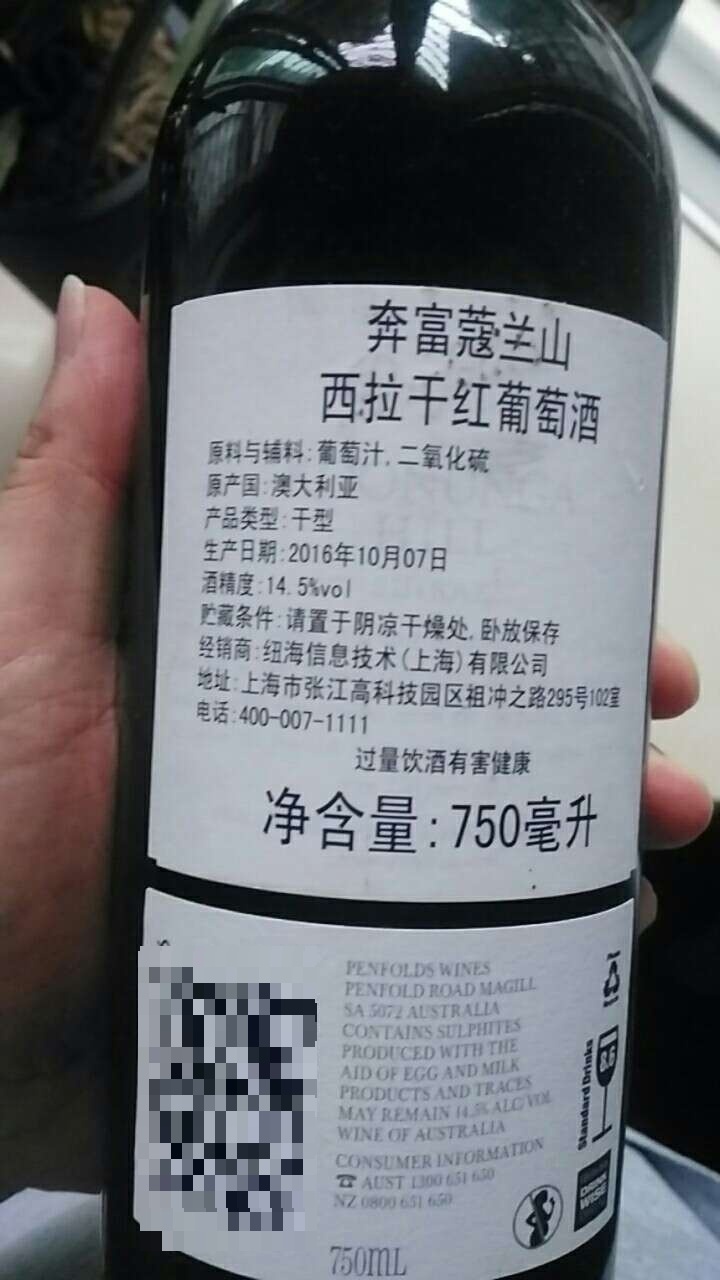 奔富蔻兰山
西拉干红葡萄酒
原料与辅料:葡萄汁,二氧化硫
原产国:澳大利亚
产品类型:干型
生产日期:2016年10月07日
酒精度:14.5%vol
贮藏条件:请置于阴凉干燥处,卧放保存
经销商:纽海信息技术(上海)有限公司
地址:上海市张江高科技园区祖冲之路295号102室
电话:400-007-1111
过量饮酒有害健康
净含量:750毫升
PENFOLDS WINES
PENFOLD ROAD MAGILL
SA 5072 AUSTRALIA
CONTAINS SULPHITES
PRODUCED WITH THE
AID OF EGG AND MILK
PRODUCTS AND TRACES
MAY REMAIN 14.5% ALC/VOL
WINE OF AUSTRALIA
CONSUMER INFORMATION
☎ AUST 1300 651 650
NZ 0800 651 650
750mL
8.6
Standard Drinks
DRINK
WISE